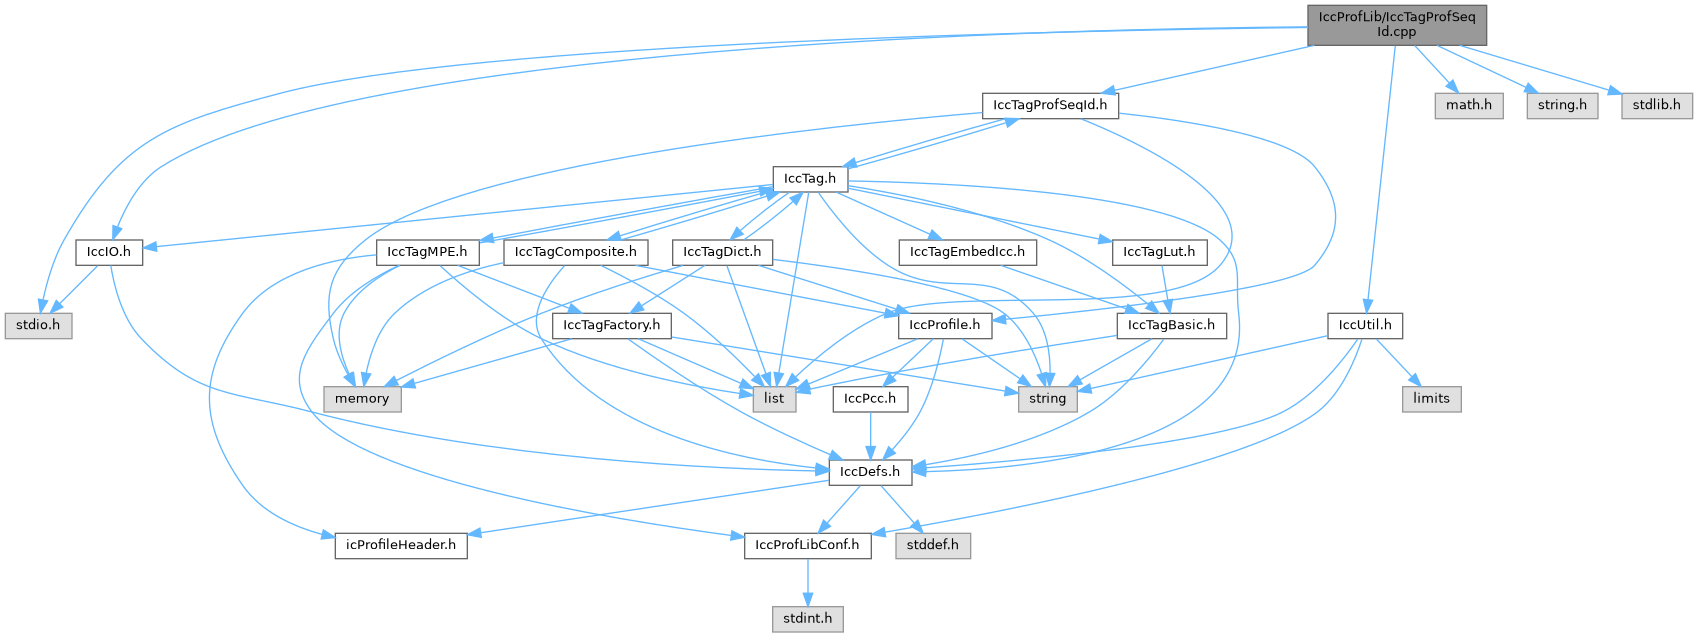 IccProfLib/IccTagProfSeq
Id.cpp
IccTagProfSeqId.h
math.h
string.h
stdlib.h
IccTag.h
IccIO.h
IccTagMPE.h
IccTagComposite.h
IccTagDict.h
IccTagEmbedIcc.h
IccTagLut.h
stdio.h
IccTagFactory.h
IccProfile.h
IccTagBasic.h
IccUtil.h
memory
list
IccPcc.h
string
limits
IccDefs.h
icProfileHeader.h
IccProfLibConf.h
stddef.h
stdint.h